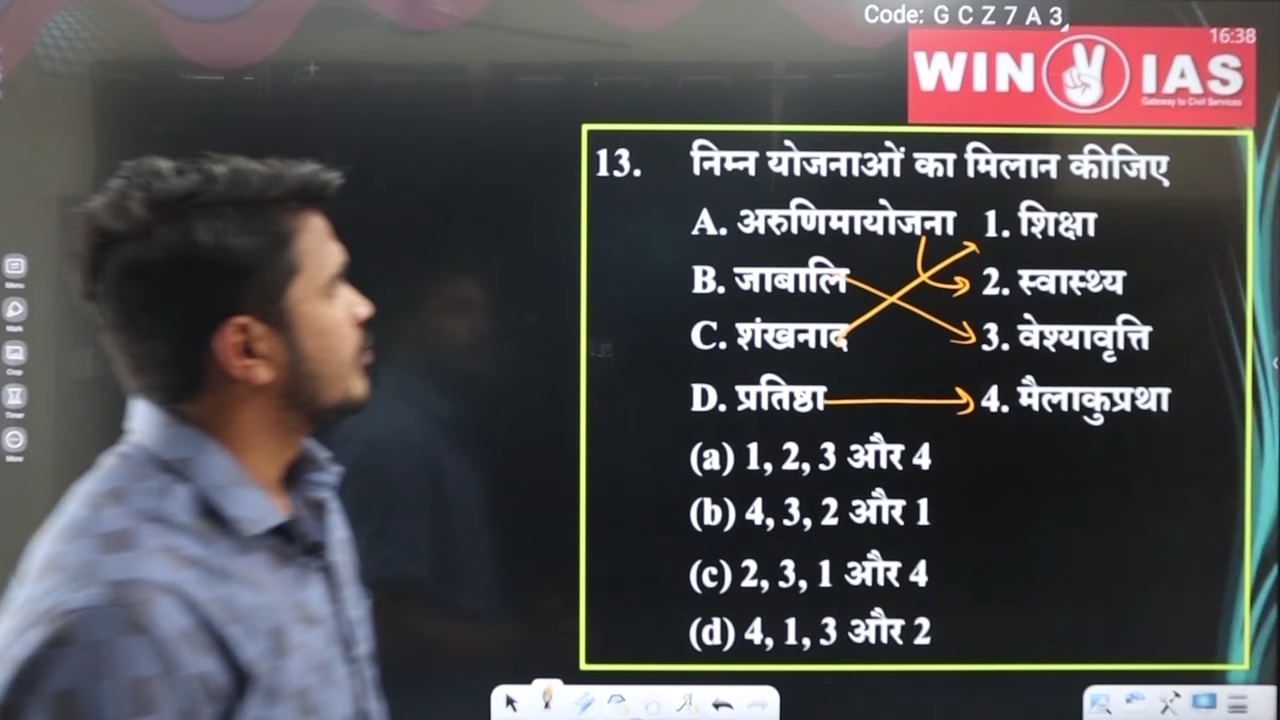 Code: G C Z 7 A 3
16:38
WIN IAS
Gateway to Civil Services
13. निम्न योजनाओं का मिलान कीजिए
A. अरुणिमायोजना 1. शिक्षा
B. जाबालि 2. स्वास्थ्य
C. शंखनाद 3. वेश्यावृत्ति
D. प्रतिष्ठा 4. मैलाकुप्रथा
(a) 1, 2, 3 और 4
(b) 4, 3, 2 और 1
(c) 2, 3, 1 और 4
(d) 4, 1, 3 और 2